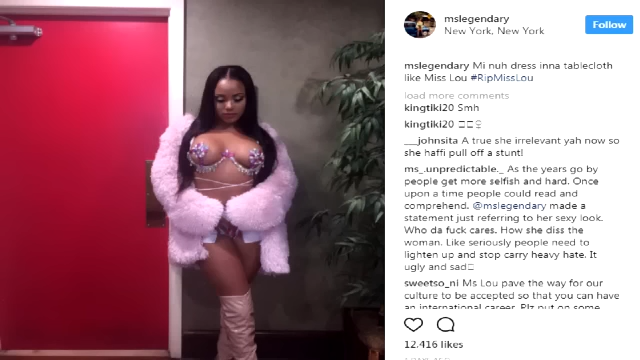 mslegendary
New York, New York
Follow
mslegendary Mi nuh dress inna tablecloth
like Miss Lou #RipMissLou
load more comments
kingtiki20 Smh
kingtiki20
___johnsita A true she irrelevant yah now so
she haffi pull off a stunt!
ms_.unpredictable._ As the years go by
people get more selfish and hard. Once
upon a time people could read and
comprehend. @mslegendary made a
statement just referring to her sexy look.
Who da fuck cares. How she diss the
woman. Like seriously people need to
lighten up and stop carry heavy hate. It
ugly and sad
sweetso_ni Ms Lou pave the way for our
culture to be accepted so that you can have
an international career. Plz put on some
12,416 likes